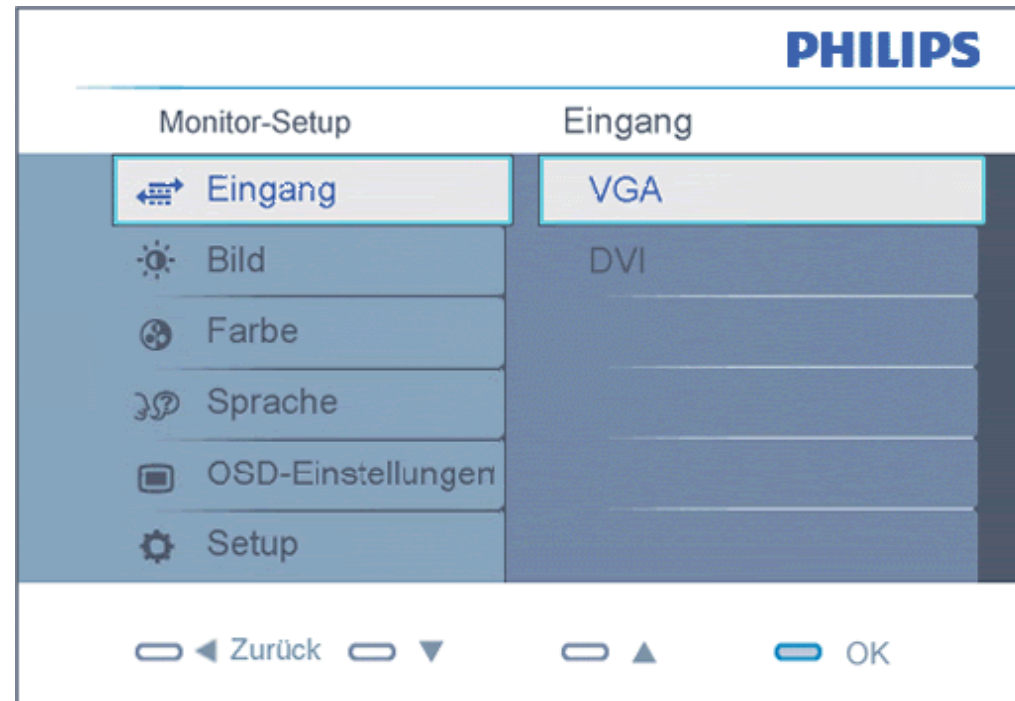 PHILIPS
Monitor-Setup Eingang
Eingang VGA
Bild DVI
Farbe
Sprache
OSD-Einstellungen
Setup
Zurück OK